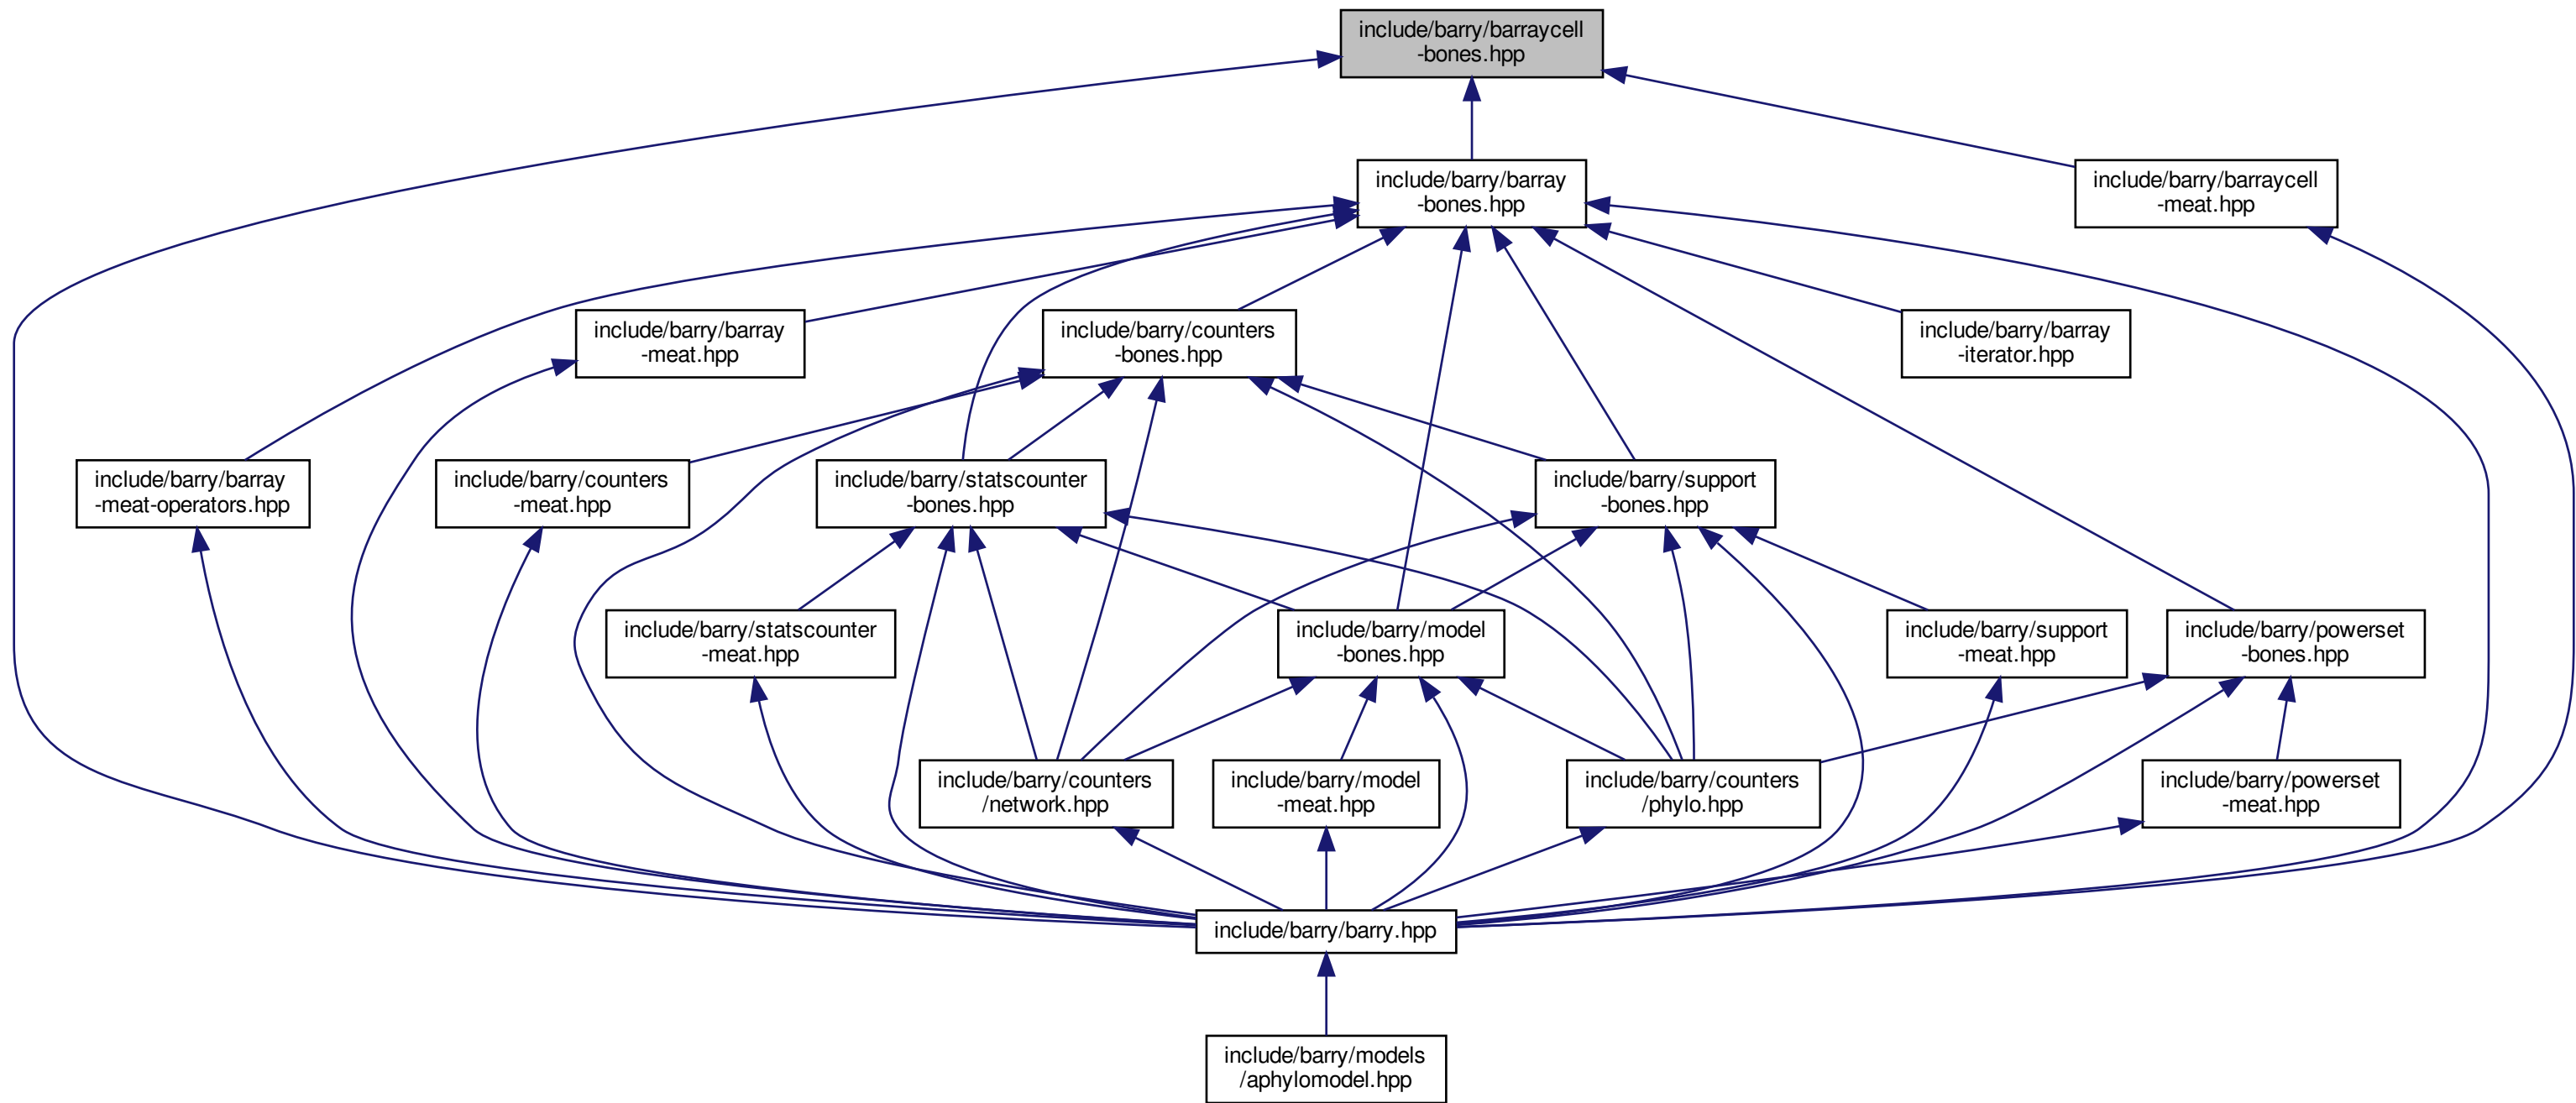 include/barry/barraycell
-bones.hpp
include/barry/barray
-bones.hpp
include/barry/barraycell
-meat.hpp
include/barry/barray
-meat.hpp
include/barry/counters
-bones.hpp
include/barry/barray
-iterator.hpp
include/barry/barray
-meat-operators.hpp
include/barry/counters
-meat.hpp
include/barry/statscounter
-bones.hpp
include/barry/support
-bones.hpp
include/barry/statscounter
-meat.hpp
include/barry/model
-bones.hpp
include/barry/support
-meat.hpp
include/barry/powerset
-bones.hpp
include/barry/counters
/network.hpp
include/barry/model
-meat.hpp
include/barry/counters
/phylo.hpp
include/barry/powerset
-meat.hpp
include/barry/barry.hpp
include/barry/models
/aphylomodel.hpp